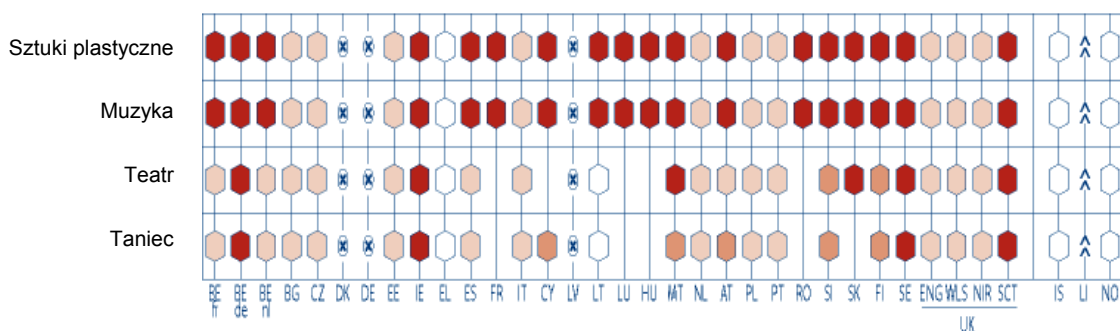 Sztuki plastyczne
Muzyka
Teatr
Taniec
BE fr BE de BE nl BG CZ DK DE EE IE EL ES FR IT CY LV LT LU HU MT NL AT PL PT RO SI SK FI SE ENG WLS NIR SCT IS LI NO
UK